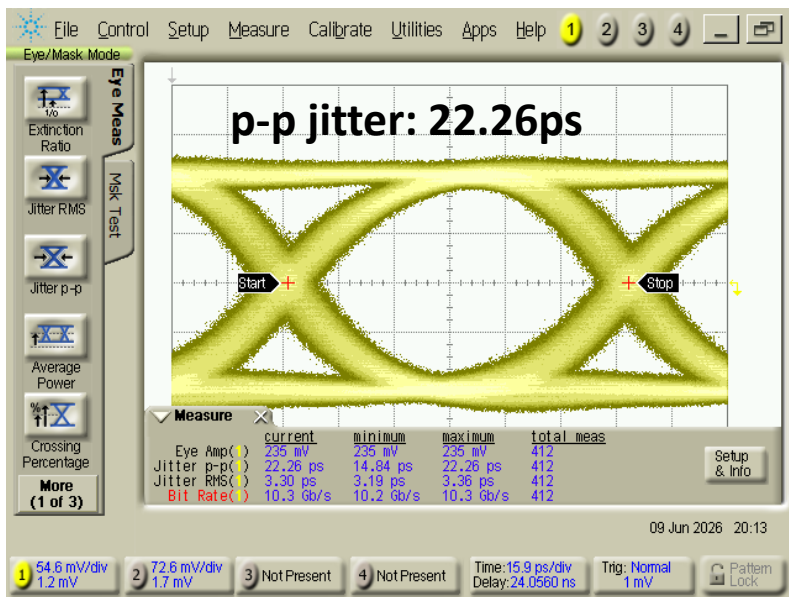 File Control Setup Measure Calibrate Utilities Apps Help 1 2 3 4
Eye/Mask Mode
Eye Meas
Msk Test
1/0
Extinction
Ratio
Jitter RMS
Jitter p-p
Average
Power
%
Crossing
Percentage
More
(1 of 3)
p-p jitter: 22.26ps
Start
Stop
Measure
current minimum maximum total meas
Eye Amp(1) 235 mV 235 mV 235 mV 412
Jitter p-p(1) 22.26 ps 14.84 ps 22.26 ps 412
Jitter RMS(1) 3.30 ps 3.19 ps 3.36 ps 412
Bit Rate(1) 10.3 Gb/s 10.2 Gb/s 10.3 Gb/s 412
Setup
& Info
09 Jun 2026 20:13
1 54.6 mV/div
1.2 mV
2 72.6 mV/div
1.7 mV
3 Not Present
4 Not Present
Time:15.9 ps/div
Delay:24.0560 ns
Trig: Normal
1 mV
Pattern
Lock